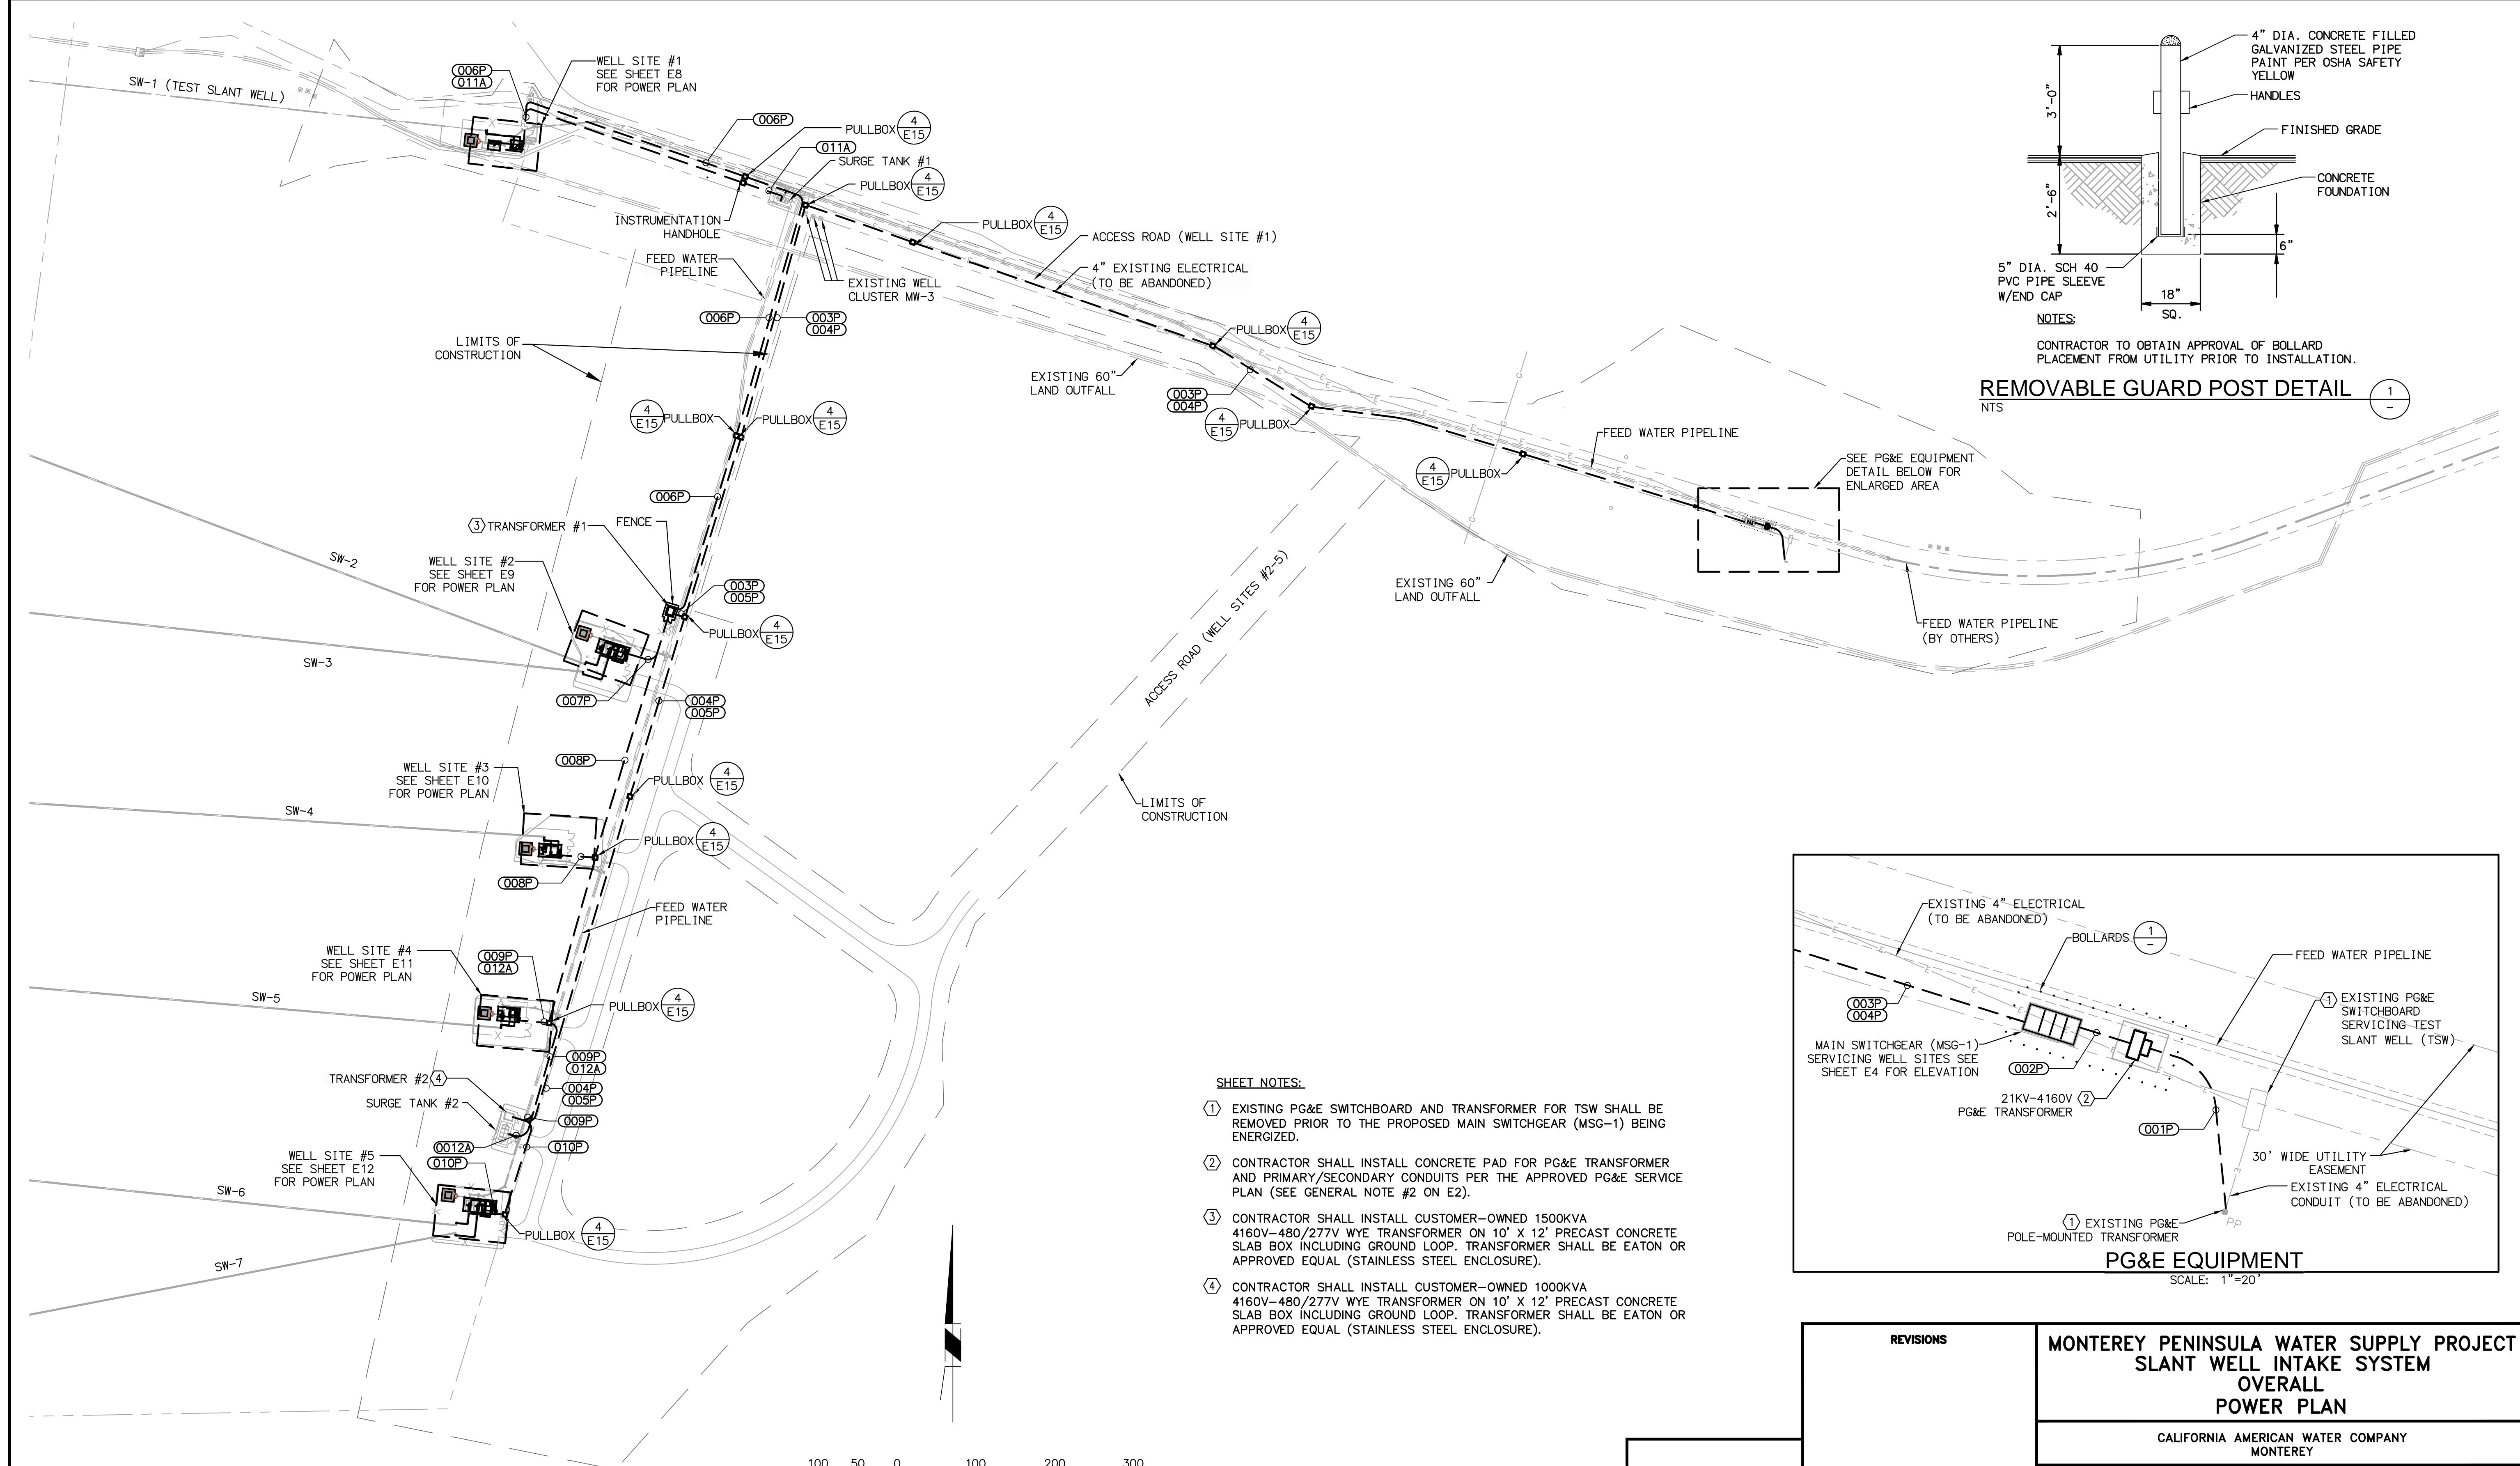 SW-1 (TEST SLANT WELL)
006P
011A
WELL SITE #1
SEE SHEET E8
FOR POWER PLAN
006P
PULLBOX
4
E15
011A
SURGE TANK #1
PULLBOX
4
E15
INSTRUMENTATION
HANDHOLE
PULLBOX
4
E15
FEED WATER
PIPELINE
ACCESS ROAD (WELL SITE #1)
4" EXISTING ELECTRICAL
(TO BE ABANDONED)
EXISTING WELL
CLUSTER MW-3
006P
003P
004P
LIMITS OF
CONSTRUCTION
PULLBOX
4
E15
EXISTING 60"
LAND OUTFALL
003P
004P
4
E15
PULLBOX
4
E15
PULLBOX
PULLBOX
4
E15
FEED WATER PIPELINE
4
E15
PULLBOX
SEE PG&E EQUIPMENT
DETAIL BELOW FOR
ENLARGED AREA
G
G
006P
3
TRANSFORMER #1
FENCE
SW-2
WELL SITE #2
SEE SHEET E9
FOR POWER PLAN
003P
005P
PULLBOX
4
E15
EXISTING 60"
LAND OUTFALL
FEED WATER PIPELINE
(BY OTHERS)
ACCESS ROAD (WELL SITES #2-5)
SW-3
007P
004P
005P
008P
WELL SITE #3
SEE SHEET E10
FOR POWER PLAN
PULLBOX
4
E15
LIMITS OF
CONSTRUCTION
SW-4
PULLBOX
4
E15
008P
FEED WATER
PIPELINE
WELL SITE #4
SEE SHEET E11
FOR POWER PLAN
009P
012A
SW-5
PULLBOX
4
E15
009P
012A
TRANSFORMER #2
4
004P
005P
SURGE TANK #2
009P
0012A
010P
WELL SITE #5
SEE SHEET E12
FOR POWER PLAN
010P
SW-6
PULLBOX
4
E15
SW-7
4" DIA. CONCRETE FILLED
GALVANIZED STEEL PIPE
PAINT PER OSHA SAFETY
YELLOW
HANDLES
3'-0"
FINISHED GRADE
2'-6"
CONCRETE
FOUNDATION
6"
5" DIA. SCH 40
PVC PIPE SLEEVE
W/END CAP
18"
SQ.
NOTES:
CONTRACTOR TO OBTAIN APPROVAL OF BOLLARD
PLACEMENT FROM UTILITY PRIOR TO INSTALLATION.
REMOVABLE GUARD POST DETAIL
1
-
NTS
EXISTING 4" ELECTRICAL
(TO BE ABANDONED)
BOLLARDS
1
-
FEED WATER PIPELINE
003P
004P
1
EXISTING PG&E
SWITCHBOARD
SERVICING TEST
SLANT WELL (TSW)
MAIN SWITCHGEAR (MSG-1)
SERVICING WELL SITES SEE
SHEET E4 FOR ELEVATION
002P
21KV-4160V
2
PG&E TRANSFORMER
001P
30' WIDE UTILITY
EASEMENT
EXISTING 4" ELECTRICAL
CONDUIT (TO BE ABANDONED)
PP
1
EXISTING PG&E
POLE-MOUNTED TRANSFORMER
PG&E EQUIPMENT
SCALE: 1"=20'
SHEET NOTES:
1 EXISTING PG&E SWITCHBOARD AND TRANSFORMER FOR TSW SHALL BE
REMOVED PRIOR TO THE PROPOSED MAIN SWITCHGEAR (MSG-1) BEING
ENERGIZED.
2 CONTRACTOR SHALL INSTALL CONCRETE PAD FOR PG&E TRANSFORMER
AND PRIMARY/SECONDARY CONDUITS PER THE APPROVED PG&E SERVICE
PLAN (SEE GENERAL NOTE #2 ON E2).
3 CONTRACTOR SHALL INSTALL CUSTOMER-OWNED 1500KVA
4160V-480/277V WYE TRANSFORMER ON 10' X 12' PRECAST CONCRETE
SLAB BOX INCLUDING GROUND LOOP. TRANSFORMER SHALL BE EATON OR
APPROVED EQUAL (STAINLESS STEEL ENCLOSURE).
4 CONTRACTOR SHALL INSTALL CUSTOMER-OWNED 1000KVA
4160V-480/277V WYE TRANSFORMER ON 10' X 12' PRECAST CONCRETE
SLAB BOX INCLUDING GROUND LOOP. TRANSFORMER SHALL BE EATON OR
APPROVED EQUAL (STAINLESS STEEL ENCLOSURE).
100 50 0 100 200 300
REVISIONS
MONTEREY PENINSULA WATER SUPPLY PROJECT
SLANT WELL INTAKE SYSTEM
OVERALL
POWER PLAN
CALIFORNIA AMERICAN WATER COMPANY
MONTEREY